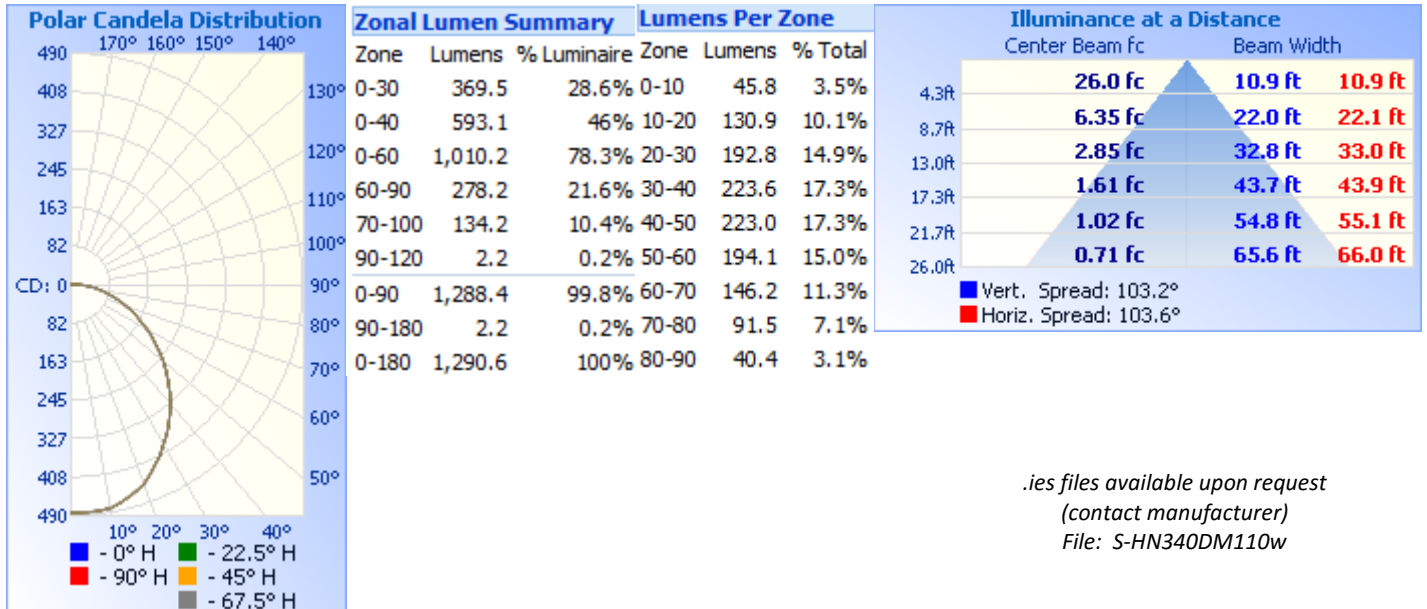 Polar Candela Distribution
170° 160° 150° 140°
490
408
327
245
163
82
CD: 0
82
163
245
327
408
490
130°
120°
110°
100°
90°
80°
70°
60°
50°
10° 20° 30° 40°
- 0° H - 22.5° H
- 90° H - 45° H
- 67.5° H
Zonal Lumen Summary
Zone Lumens % Luminaire
0-30 369.5 28.6%
0-40 593.1 46%
0-60 1,010.2 78.3%
60-90 278.2 21.6%
70-100 134.2 10.4%
90-120 2.2 0.2%
0-90 1,288.4 99.8%
90-180 2.2 0.2%
0-180 1,290.6 100%
Lumens Per Zone
Zone Lumens % Total
0-10 45.8 3.5%
10-20 130.9 10.1%
20-30 192.8 14.9%
30-40 223.6 17.3%
40-50 223.0 17.3%
50-60 194.1 15.0%
60-70 146.2 11.3%
70-80 91.5 7.1%
80-90 40.4 3.1%
Illuminance at a Distance
Center Beam fc Beam Width
4.3ft 26.0 fc 10.9 ft 10.9 ft
8.7ft 6.35 fc 22.0 ft 22.1 ft
13.0ft 2.85 fc 32.8 ft 33.0 ft
17.3ft 1.61 fc 43.7 ft 43.9 ft
21.7ft 1.02 fc 54.8 ft 55.1 ft
26.0ft 0.71 fc 65.6 ft 66.0 ft
Vert. Spread: 103.2°
Horiz. Spread: 103.6°
.ies files available upon request
(contact manufacturer)
File: S-HN340DM110w